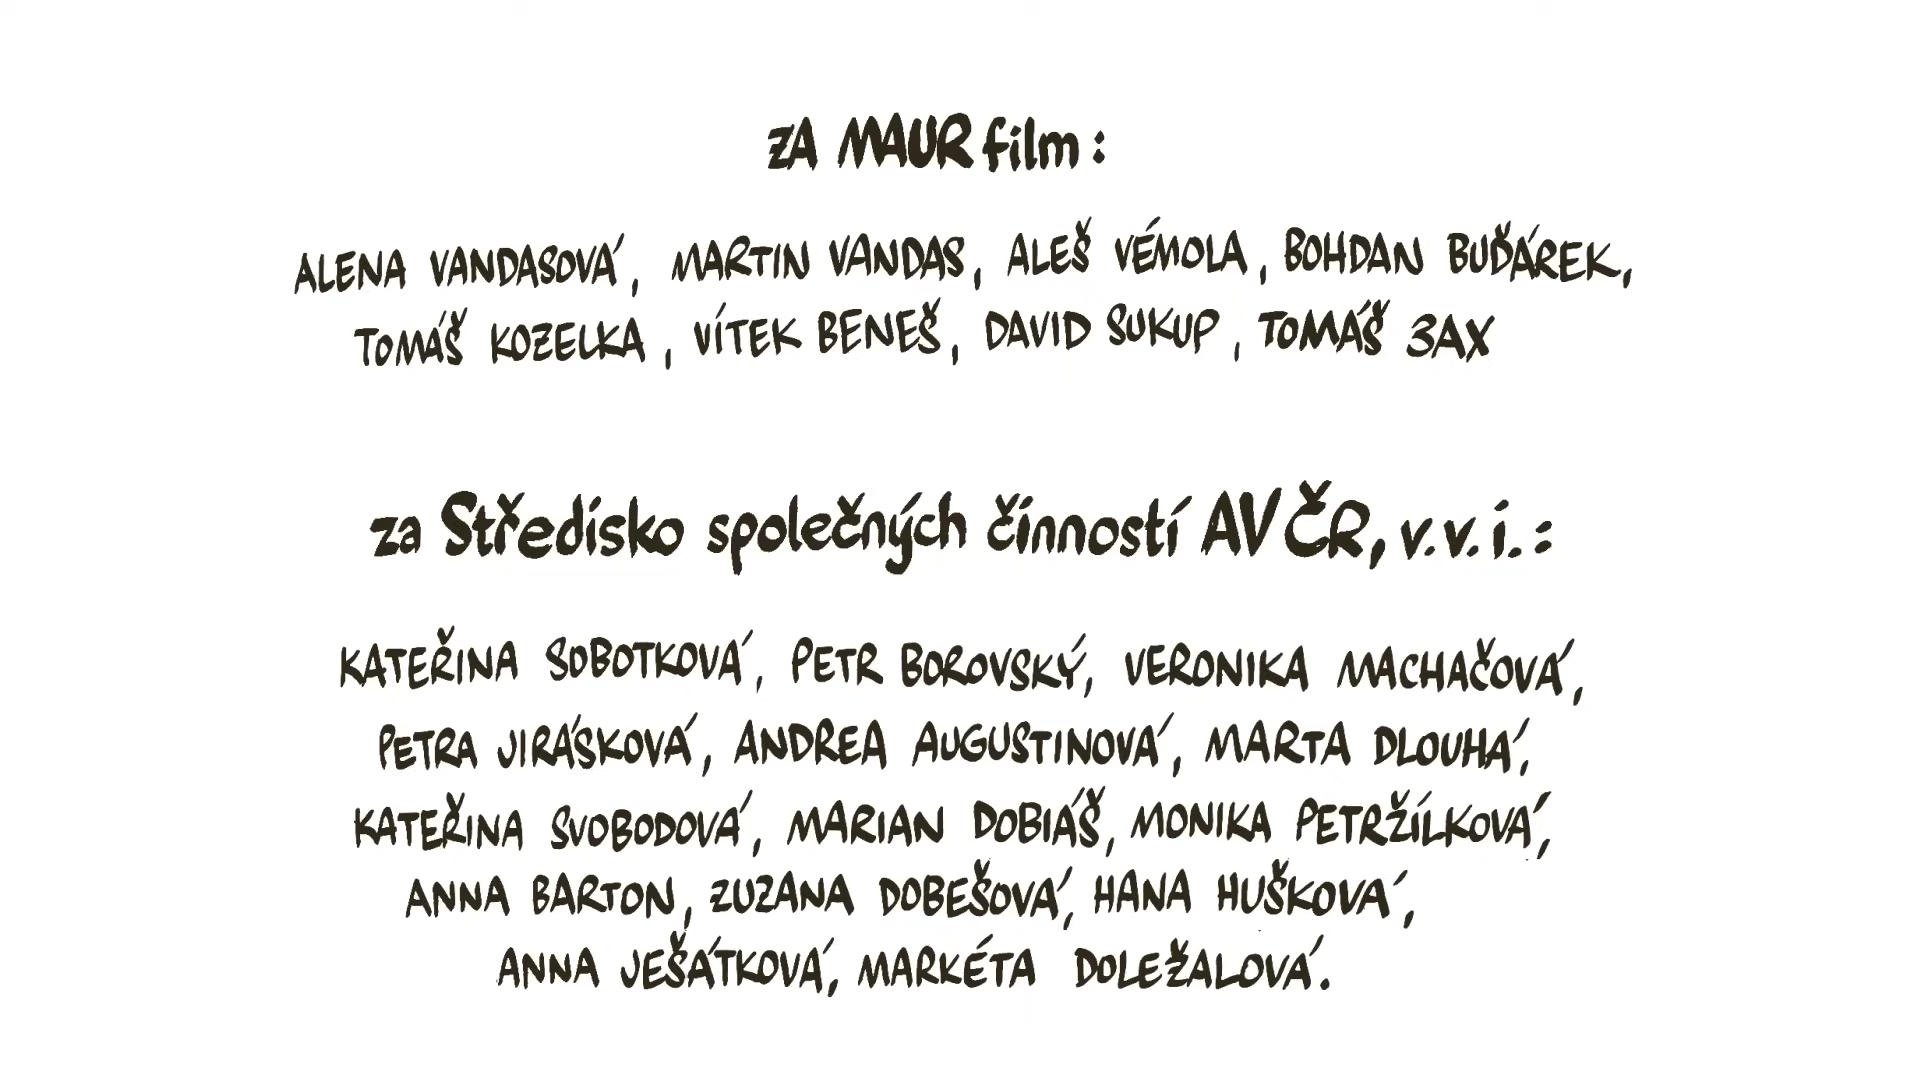 ZA MAUR film:
ALENA VANDASOVÁ, MARTIN VANDAS, ALEŠ VÉMOLA, BOHDAN BUĎÁREK,
TOMÁŠ KOZELKA, VÍTEK BENEŠ, DAVID SUKUP, TOMÁŠ 3AX
za Středisko společných činností AV ČR, v.v.i.:
KATEŘINA SOBOTKOVÁ, PETR BOROVSKÝ, VERONIKA MACHAČOVÁ,
PETRA JIRÁSKOVÁ, ANDREA AUGUSTINOVÁ, MARTA DLOUHÁ,
KATEŘINA SVOBODOVÁ, MARIAN DOBIÁŠ, MONIKA PETRŽÍLKOVÁ,
ANNA BARTON, ZUZANA DOBEŠOVÁ, HANA HUŠKOVÁ,
ANNA JEŠÁTKOVÁ, MARKÉTA DOLEŽALOVÁ.